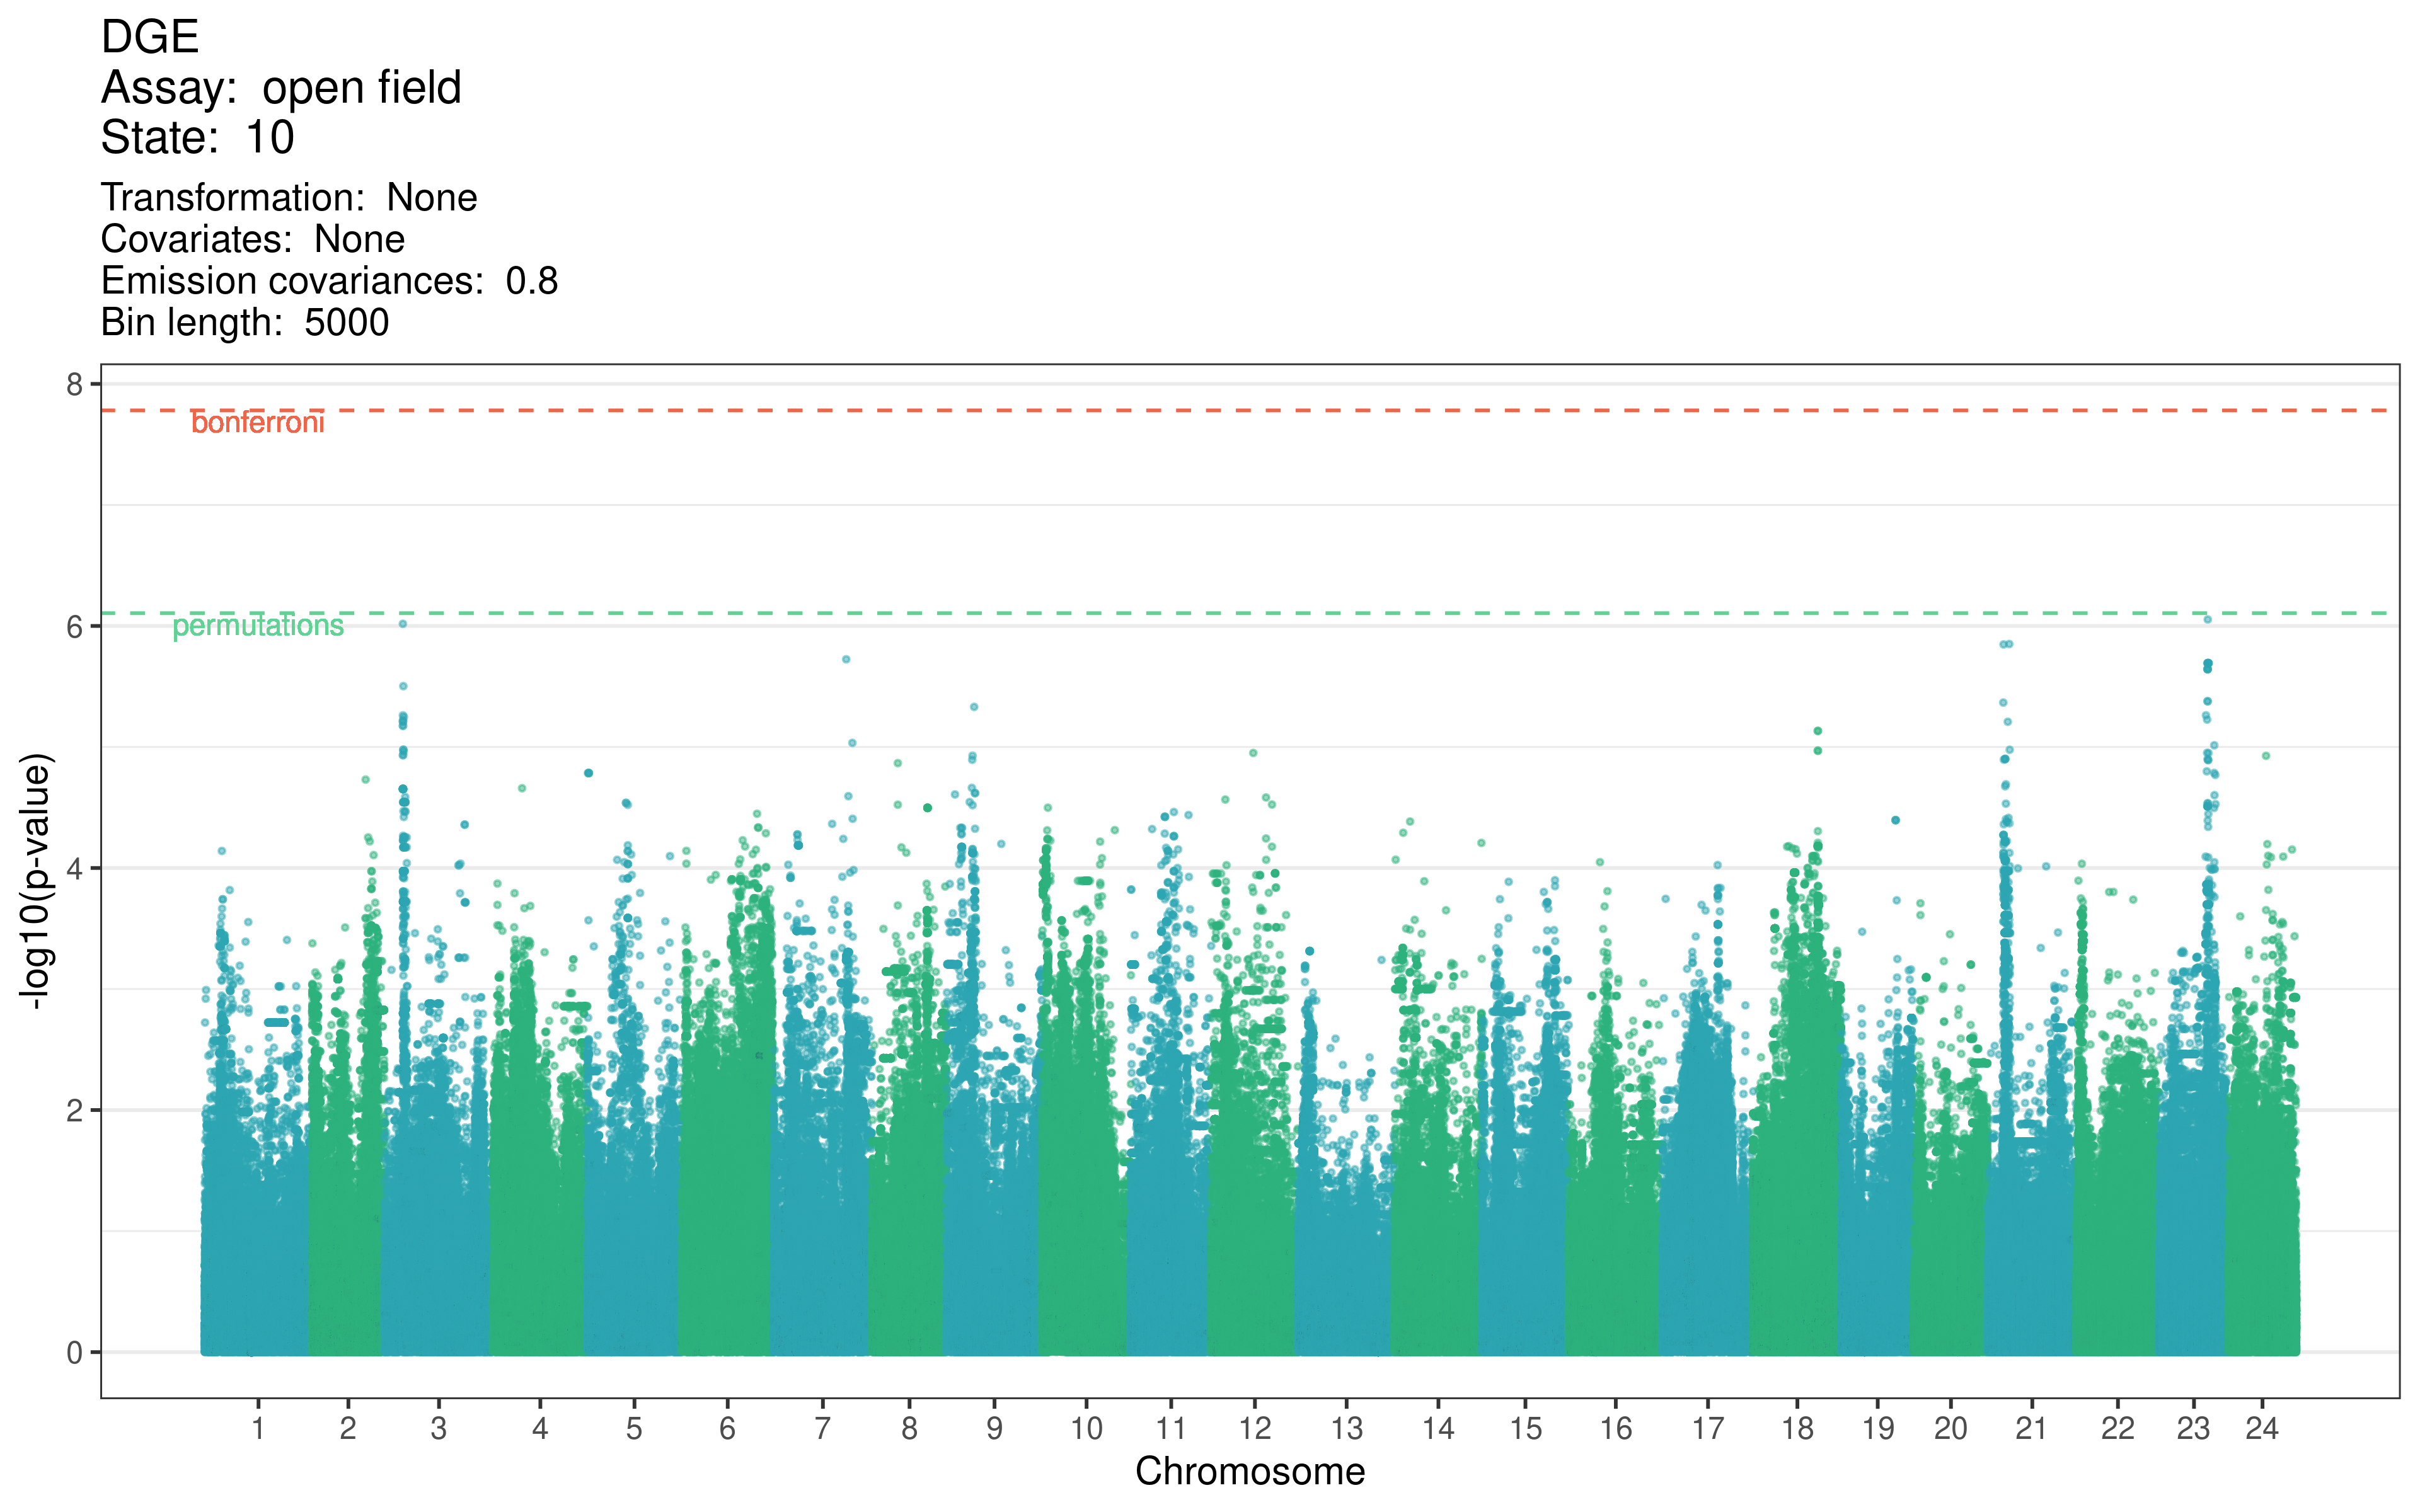 DGE
Assay: open field
State: 10
Transformation: None
Covariates: None
Emission covariances: 0.8
Bin length: 5000
8
bonferroni
6
permutations
4
2
0
-log10(p-value)
1 2 3 4 5 6 7 8 9 10 11 12 13 14 15 16 17 18 19 20 21 22 23 24
Chromosome